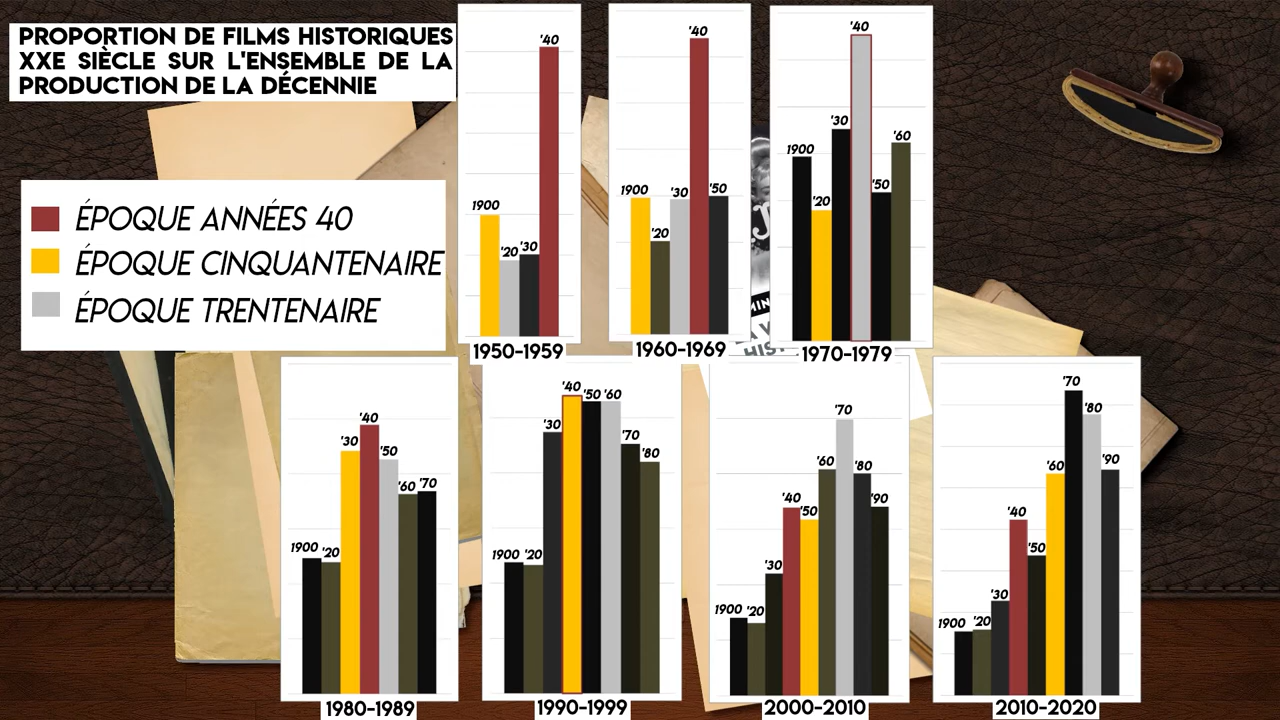 PROPORTION DE FILMS HISTORIQUES
XXE SIÈCLE SUR L'ENSEMBLE DE LA
PRODUCTION DE LA DÉCENNIE
ÉPOQUE ANNÉES 40
ÉPOQUE CINQUANTENAIRE
ÉPOQUE TRENTENAIRE
1900 '20 '30 '40
1950-1959
1900 '20 '30 '40 '50
1960-1969
1900 '20 '30 '40 '50 '60
1970-1979
1900 '20 '30 '40 '50 '60 '70
1980-1989
1900 '20 '30 '40 '50 '60 '70 '80
1990-1999
1900 '20 '30 '40 '50 '60 '70 '80 '90
2000-2010
1900 '20 '30 '40 '50 '60 '70 '80 '90
2010-2020